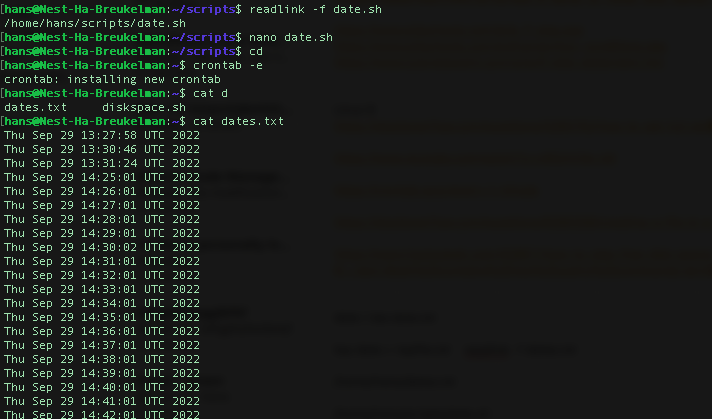 [hans@Nest-Ha-Breukelman:~/scripts$ readlink -f date.sh
/home/hans/scripts/date.sh
[hans@Nest-Ha-Breukelman:~/scripts$ nano date.sh
[hans@Nest-Ha-Breukelman:~/scripts$ cd
[hans@Nest-Ha-Breukelman:~$ crontab -e
crontab: installing new crontab
[hans@Nest-Ha-Breukelman:~$ cat d
dates.txt     diskspace.sh
[hans@Nest-Ha-Breukelman:~$ cat dates.txt
Thu Sep 29 13:27:58 UTC 2022
Thu Sep 29 13:30:46 UTC 2022
Thu Sep 29 13:31:24 UTC 2022
Thu Sep 29 14:25:01 UTC 2022
Thu Sep 29 14:26:01 UTC 2022
Thu Sep 29 14:27:01 UTC 2022
Thu Sep 29 14:28:01 UTC 2022
Thu Sep 29 14:29:01 UTC 2022
Thu Sep 29 14:30:02 UTC 2022
Thu Sep 29 14:31:01 UTC 2022
Thu Sep 29 14:32:01 UTC 2022
Thu Sep 29 14:33:01 UTC 2022
Thu Sep 29 14:34:01 UTC 2022
Thu Sep 29 14:35:01 UTC 2022
Thu Sep 29 14:36:01 UTC 2022
Thu Sep 29 14:37:01 UTC 2022
Thu Sep 29 14:38:01 UTC 2022
Thu Sep 29 14:39:01 UTC 2022
Thu Sep 29 14:40:01 UTC 2022
Thu Sep 29 14:41:01 UTC 2022
Thu Sep 29 14:42:01 UTC 2022